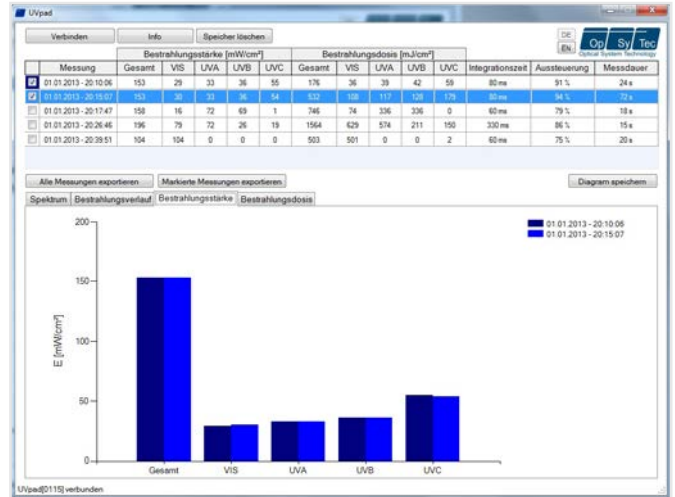 UVpad
Verbinden Info Speicher löschen DE EN Op Sy Tec
Optical System Technology
Bestrahlungsstärke [mW/cm²] Bestrahlungsdosis [mJ/cm²]
Messung Gesamt VIS UVA UVB UVC Gesamt VIS UVA UVB UVC Integrationszeit Aussteuerung Messdauer
01.01.2013 - 20:10:06 153 29 33 36 55 176 36 39 42 59 80 ms 91 % 24 s
01.01.2013 - 20:15:07 153 30 33 36 54 532 108 117 128 179 80 ms 94 % 72 s
01.01.2013 - 20:17:47 158 16 72 69 1 746 74 336 336 0 60 ms 79 % 18 s
01.01.2013 - 20:26:46 196 79 72 26 19 1564 629 574 211 150 330 ms 86 % 15 s
01.01.2013 - 20:39:51 104 104 0 0 0 503 501 0 0 2 60 ms 75 % 20 s
Alle Messungen exportieren Markierte Messungen exportieren Diagram speichern
Spektrum Bestrahlungsverlauf Bestrahlungsstärke Bestrahlungsdosis
01.01.2013 - 20:10:06
01.01.2013 - 20:15:07
200
150
100
50
0
E [mW/cm²]
Gesamt VIS UVA UVB UVC
UVpad[0115] verbunden